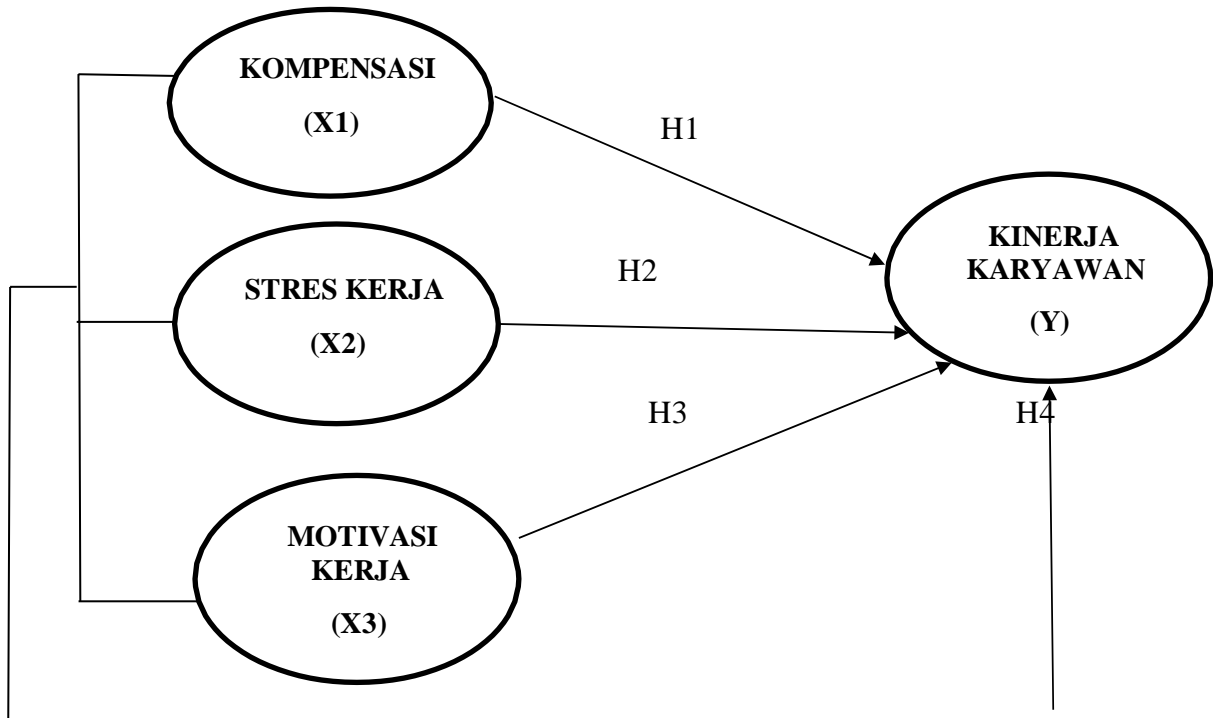 KOMPENSASI
(X1)
H1
KINERJA
KARYAWAN
(Y)
STRES KERJA
(X2)
H2
H3
H4
MOTIVASI
KERJA
(X3)